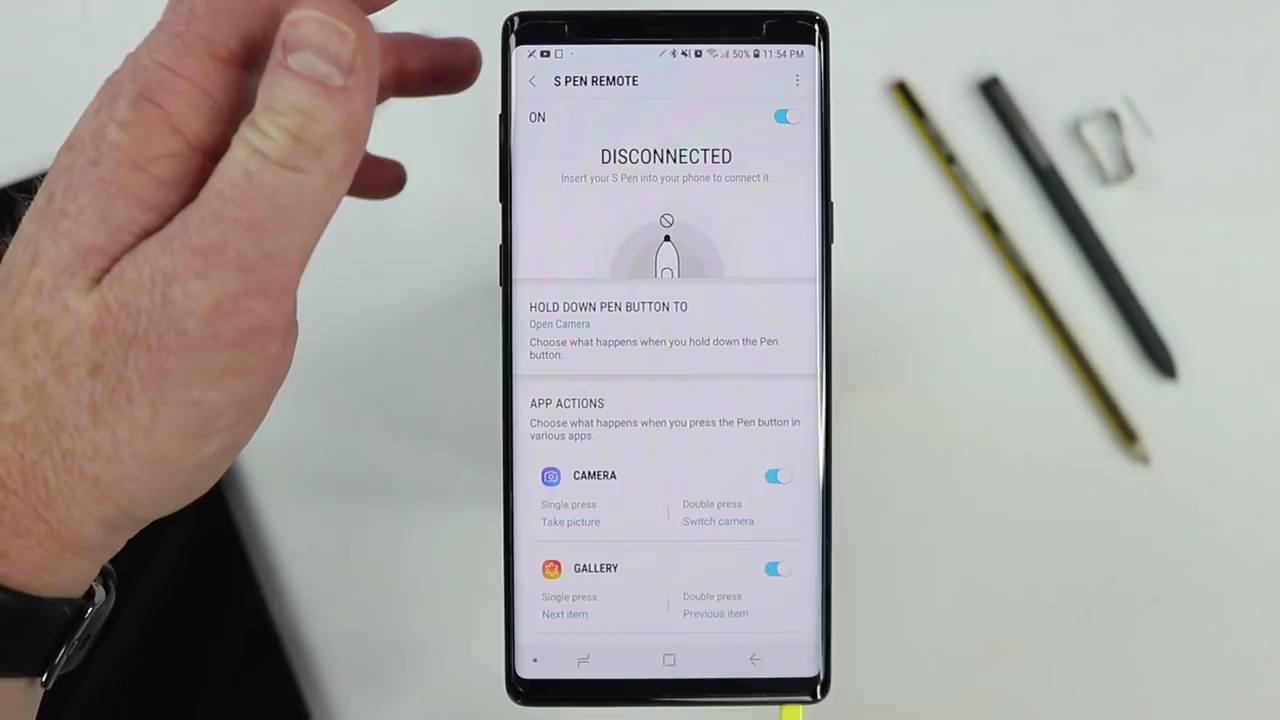 50% 11:54 PM
S PEN REMOTE
ON
DISCONNECTED
Insert your S Pen into your phone to connect it.
HOLD DOWN PEN BUTTON TO
Open Camera
Choose what happens when you hold down the Pen
button.
APP ACTIONS
Choose what happens when you press the Pen button in
various apps.
CAMERA
Single press
Double press
Take picture
Switch camera
GALLERY
Single press
Double press
Next item
Previous item